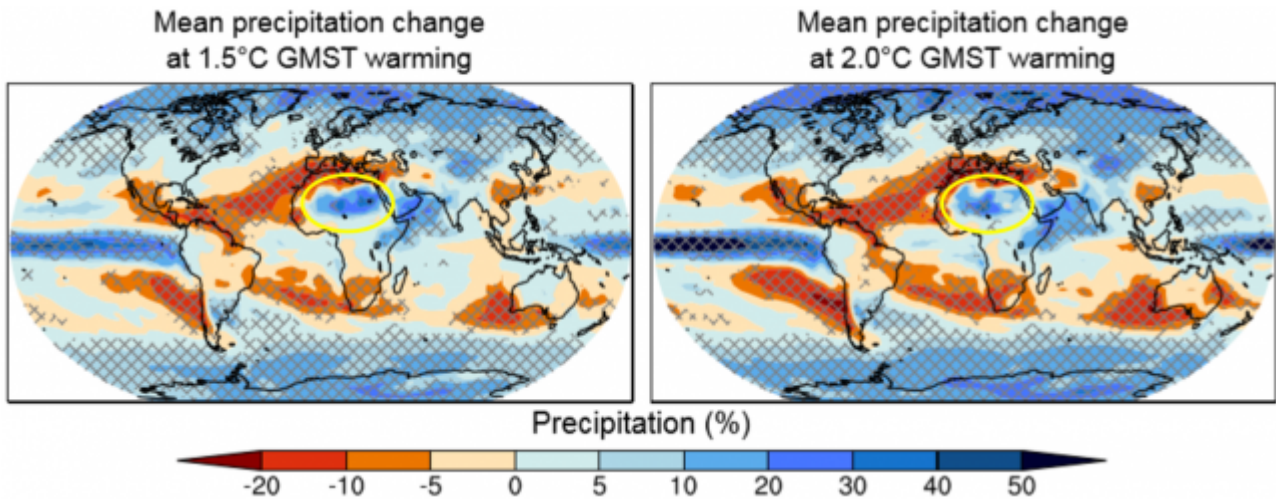 Mean precipitation change
at 1.5°C GMST warming
Mean precipitation change
at 2.0°C GMST warming
Precipitation (%)
-20 -10 -5 0 5 10 20 30 40 50